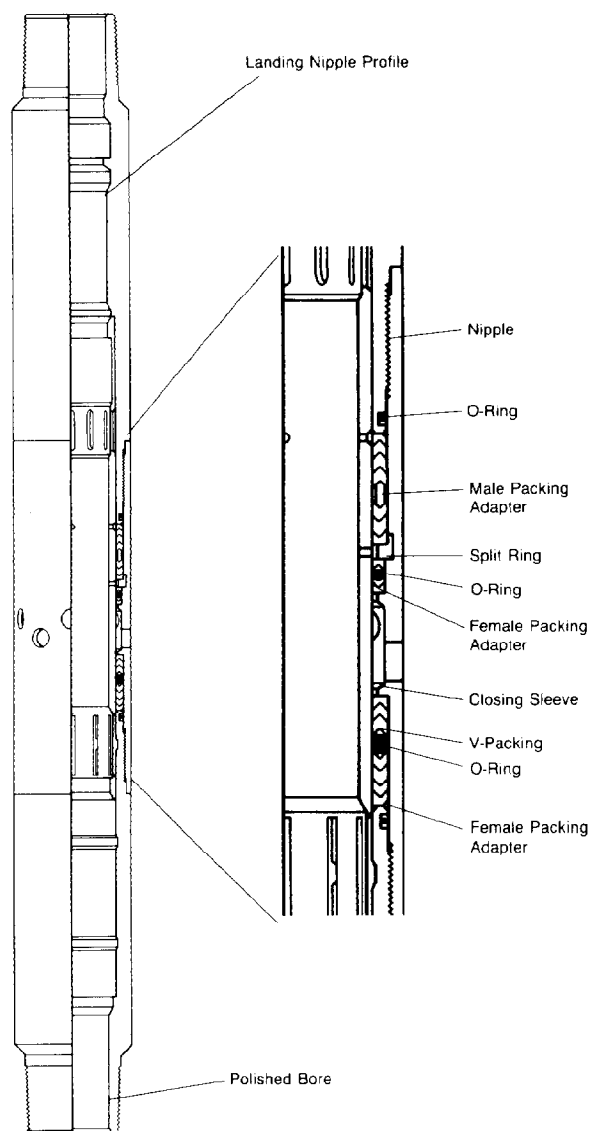 Landing Nipple Profile
Nipple
O-Ring
Male Packing
Adapter
Split Ring
O-Ring
Female Packing
Adapter
Closing Sleeve
V-Packing
O-Ring
Female Packing
Adapter
Polished Bore